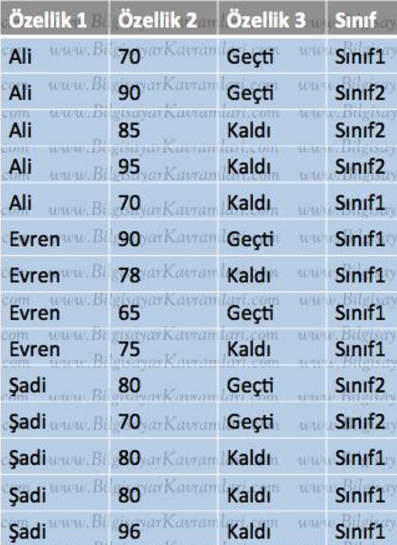 Özellik 1 Özellik 2 Özellik 3 Sınıf
Ali 70 Geçti Sınıf1
Ali 90 Geçti Sınıf2
Ali 85 Kaldı Sınıf2
Ali 95 Kaldı Sınıf2
Ali 70 Kaldı Sınıf1
Evren 90 Geçti Sınıf1
Evren 78 Kaldı Sınıf1
Evren 65 Geçti Sınıf1
Evren 75 Kaldı Sınıf1
Şadi 80 Geçti Sınıf2
Şadi 70 Geçti Sınıf2
Şadi 80 Kaldı Sınıf1
Şadi 80 Kaldı Sınıf1
Şadi 96 Kaldı Sınıf1